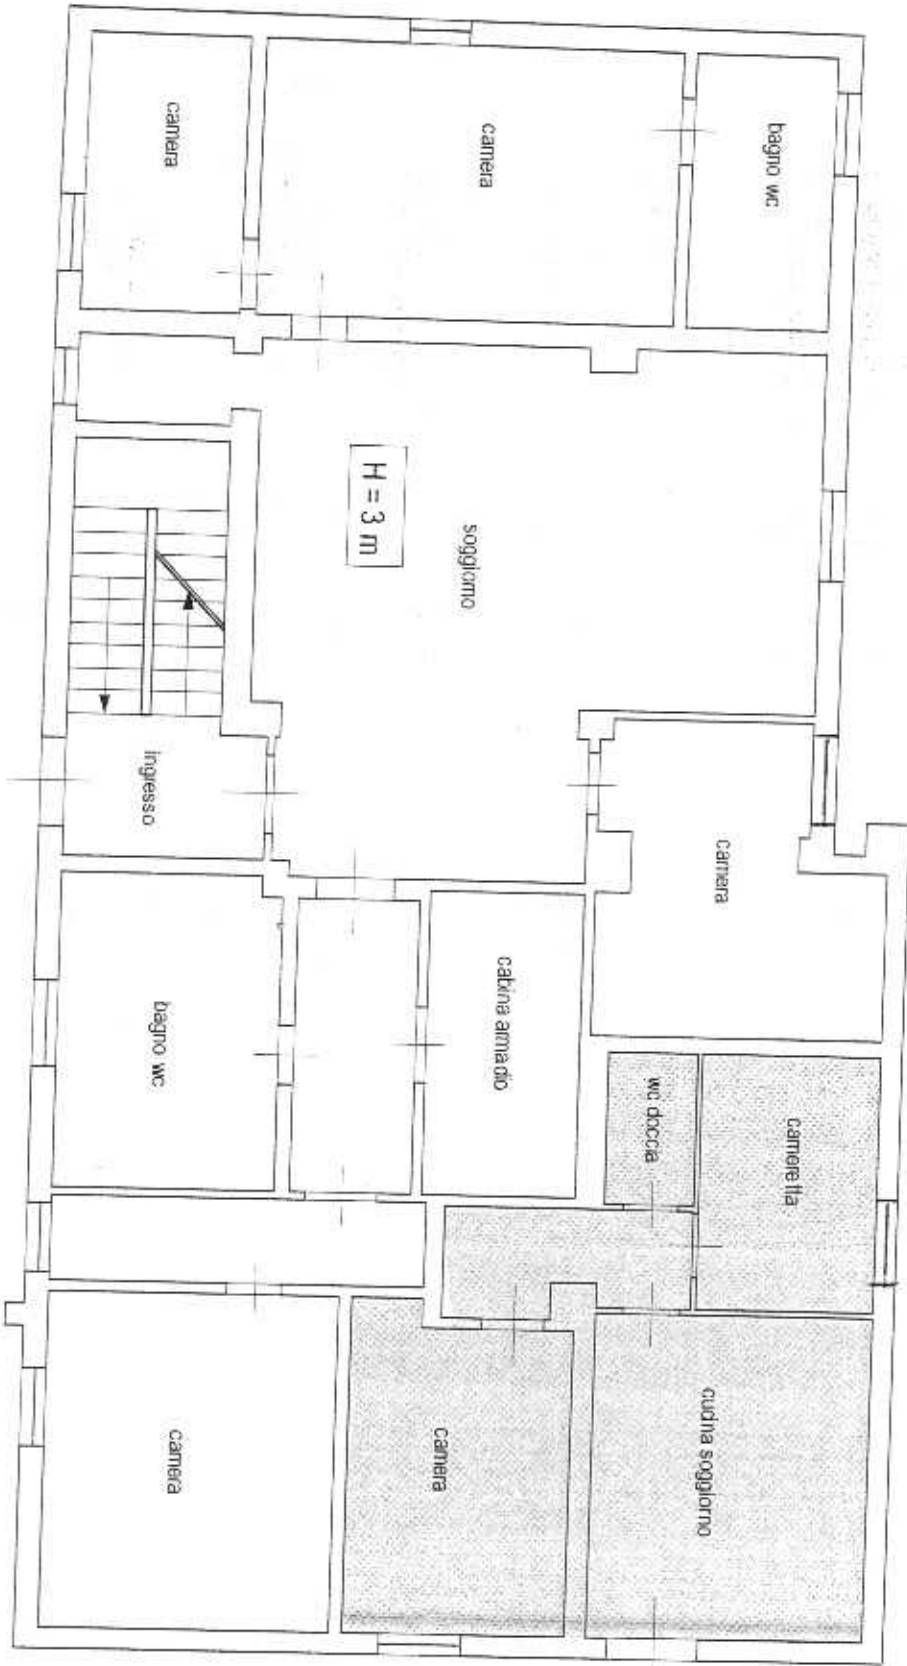 camera
camera
bagno wc
H = 3 m
soggiorno
ingresso
camera
bagno wc
cabina armadio
wc doccia
cameretta
camera
camera
cucina soggiorno